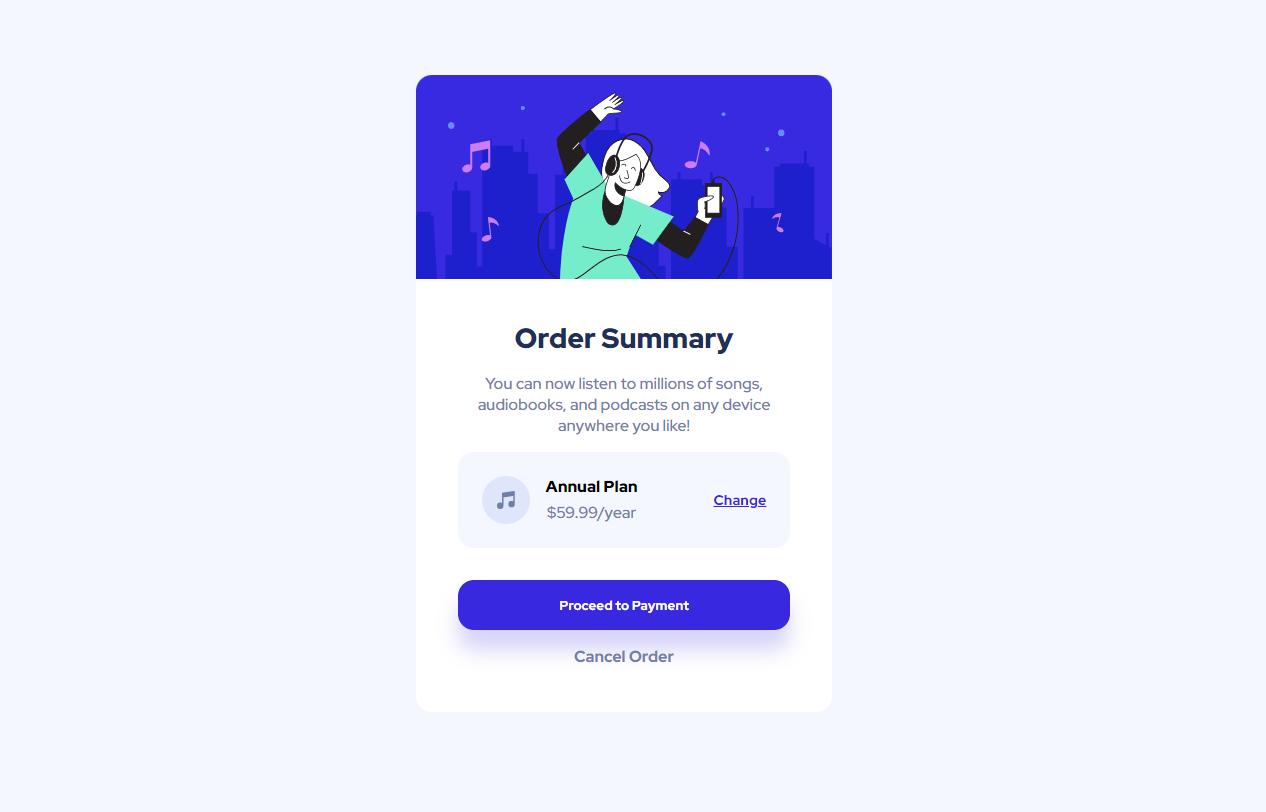 Order Summary
You can now listen to millions of songs,
audiobooks, and podcasts on any device
anywhere you like!
Annual Plan
$59.99/year
Change
Proceed to Payment
Cancel Order